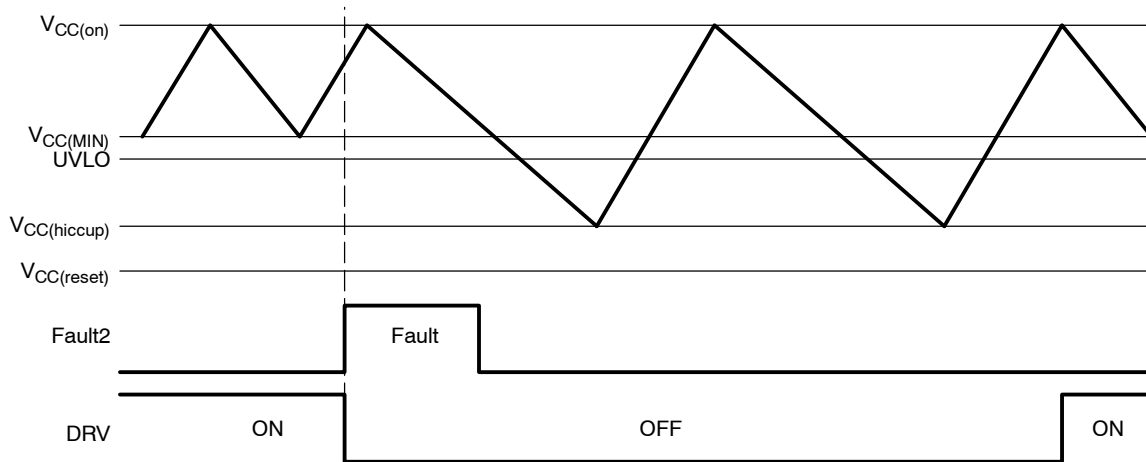 VCC(on)
VCC(MIN)
UVLO
VCC(hiccup)
VCC(reset)
Fault2
Fault
DRV
ON
OFF
ON